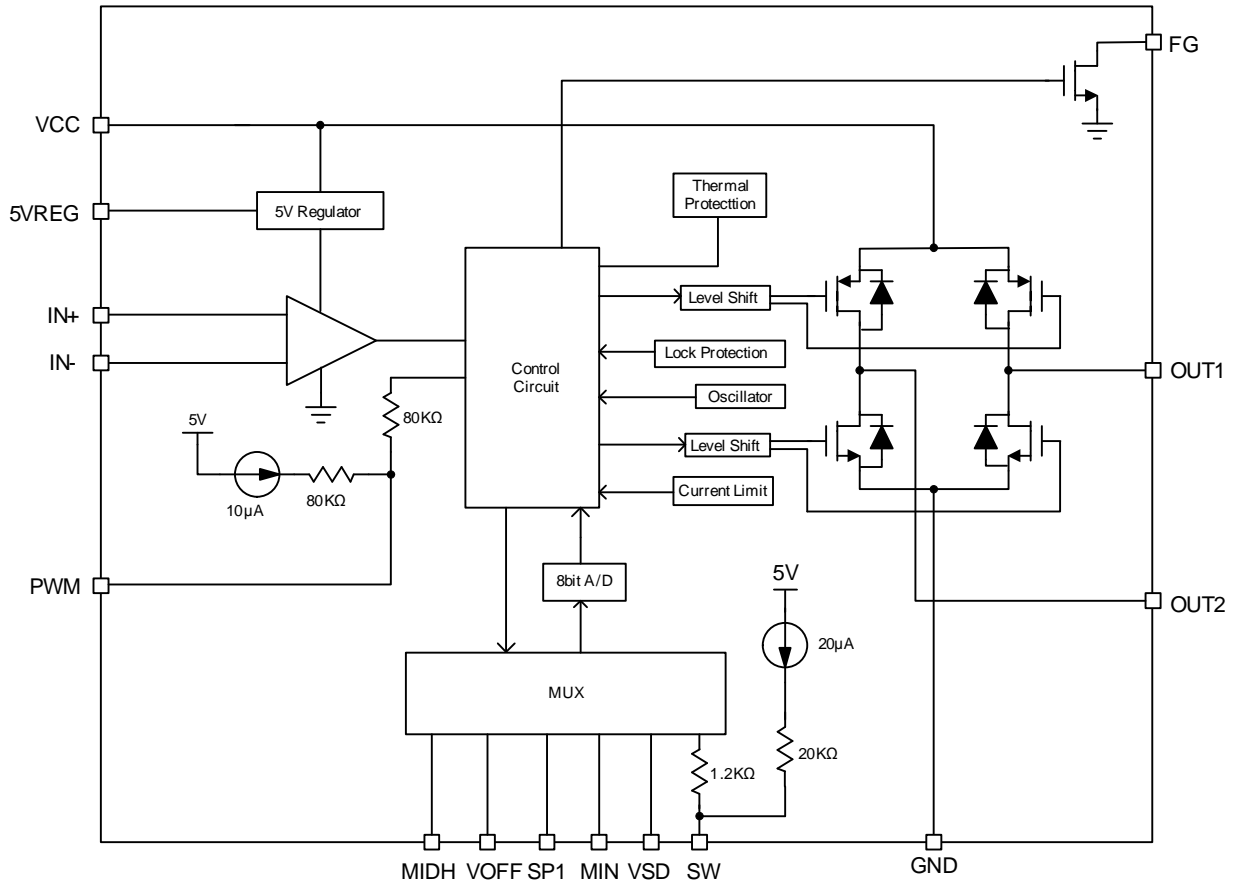 FG
VCC
Thermal
Protecttion
5VREG
5V Regulator
Level Shift
IN+
IN-
Control
Circuit
Lock Protection
OUT1
Oscillator
80KΩ
5V
Level Shift
80KΩ
10µA
Current Limit
PWM
8bit A/D
5V
OUT2
20µA
MUX
1.2KΩ
20KΩ
MIDH VOFF SP1 MIN VSD SW
GND